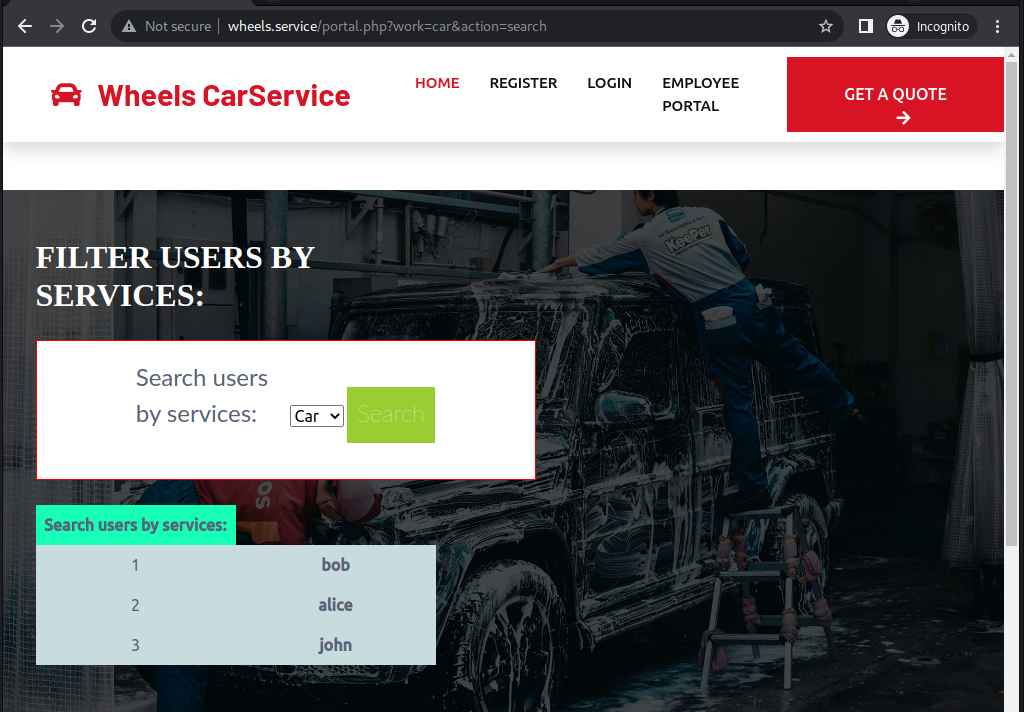 Not secure wheels.service/portal.php?work=car&action=search Incognito
Wheels CarService
HOME REGISTER LOGIN EMPLOYEE PORTAL
GET A QUOTE
FILTER USERS BY
SERVICES:
Search users
by services: Car Search
Search users by services:
1 bob
2 alice
3 john
KeePer
SO